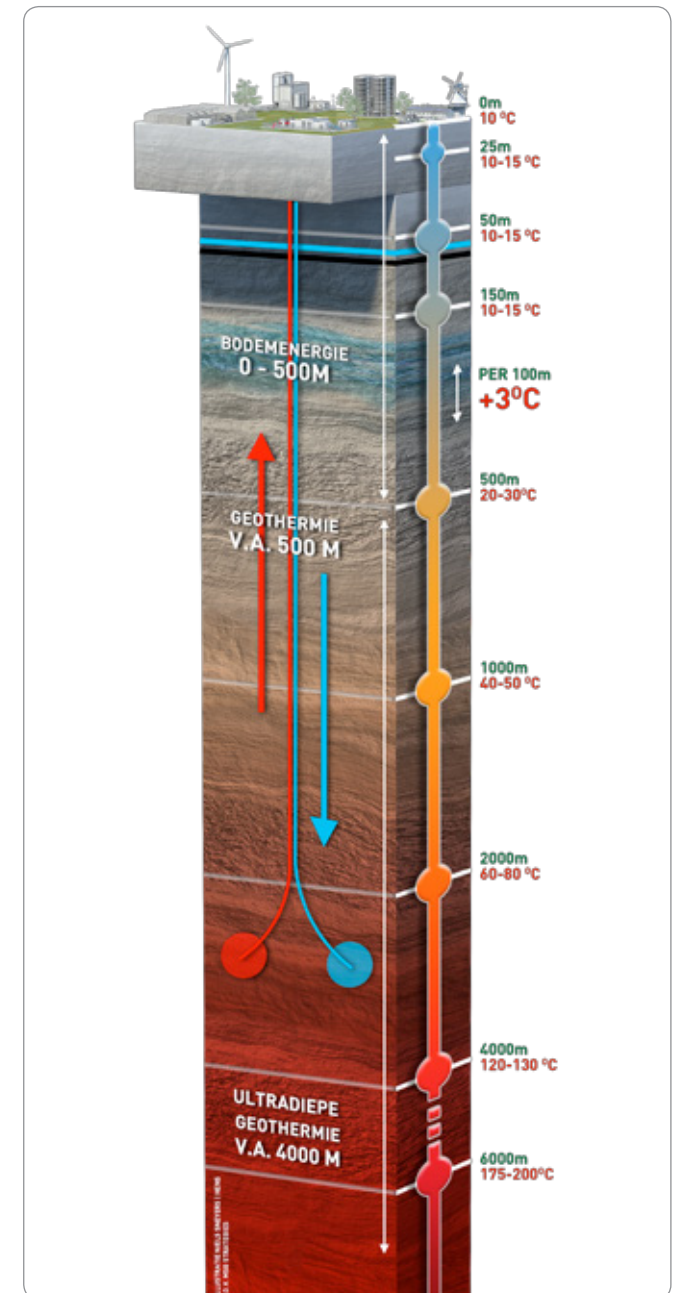 0m
10 ºC
25m
10-15 ºC
50m
10-15 ºC
150m
10-15 ºC
BODEMENERGIE
0 - 500M
PER 100m
+3ºC
500m
20-30ºC
GEOTHERMIE
V.A. 500 M
1000m
40-50 ºC
2000m
60-80 ºC
4000m
120-130 ºC
ULTRADIEPE
GEOTHERMIE
V.A. 4000 M
6000m
175-200ºC